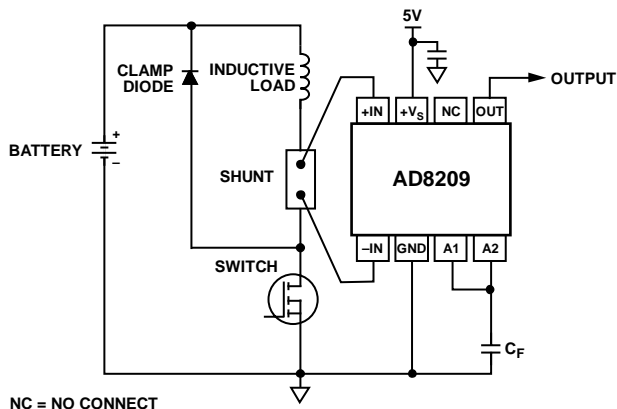 5V
CLAMP
DIODE
INDUCTIVE
LOAD
OUTPUT
+IN
+VS
NC
OUT
BATTERY
+
–
SHUNT
AD8209
–IN
GND
A1
A2
SWITCH
CF
NC = NO CONNECT